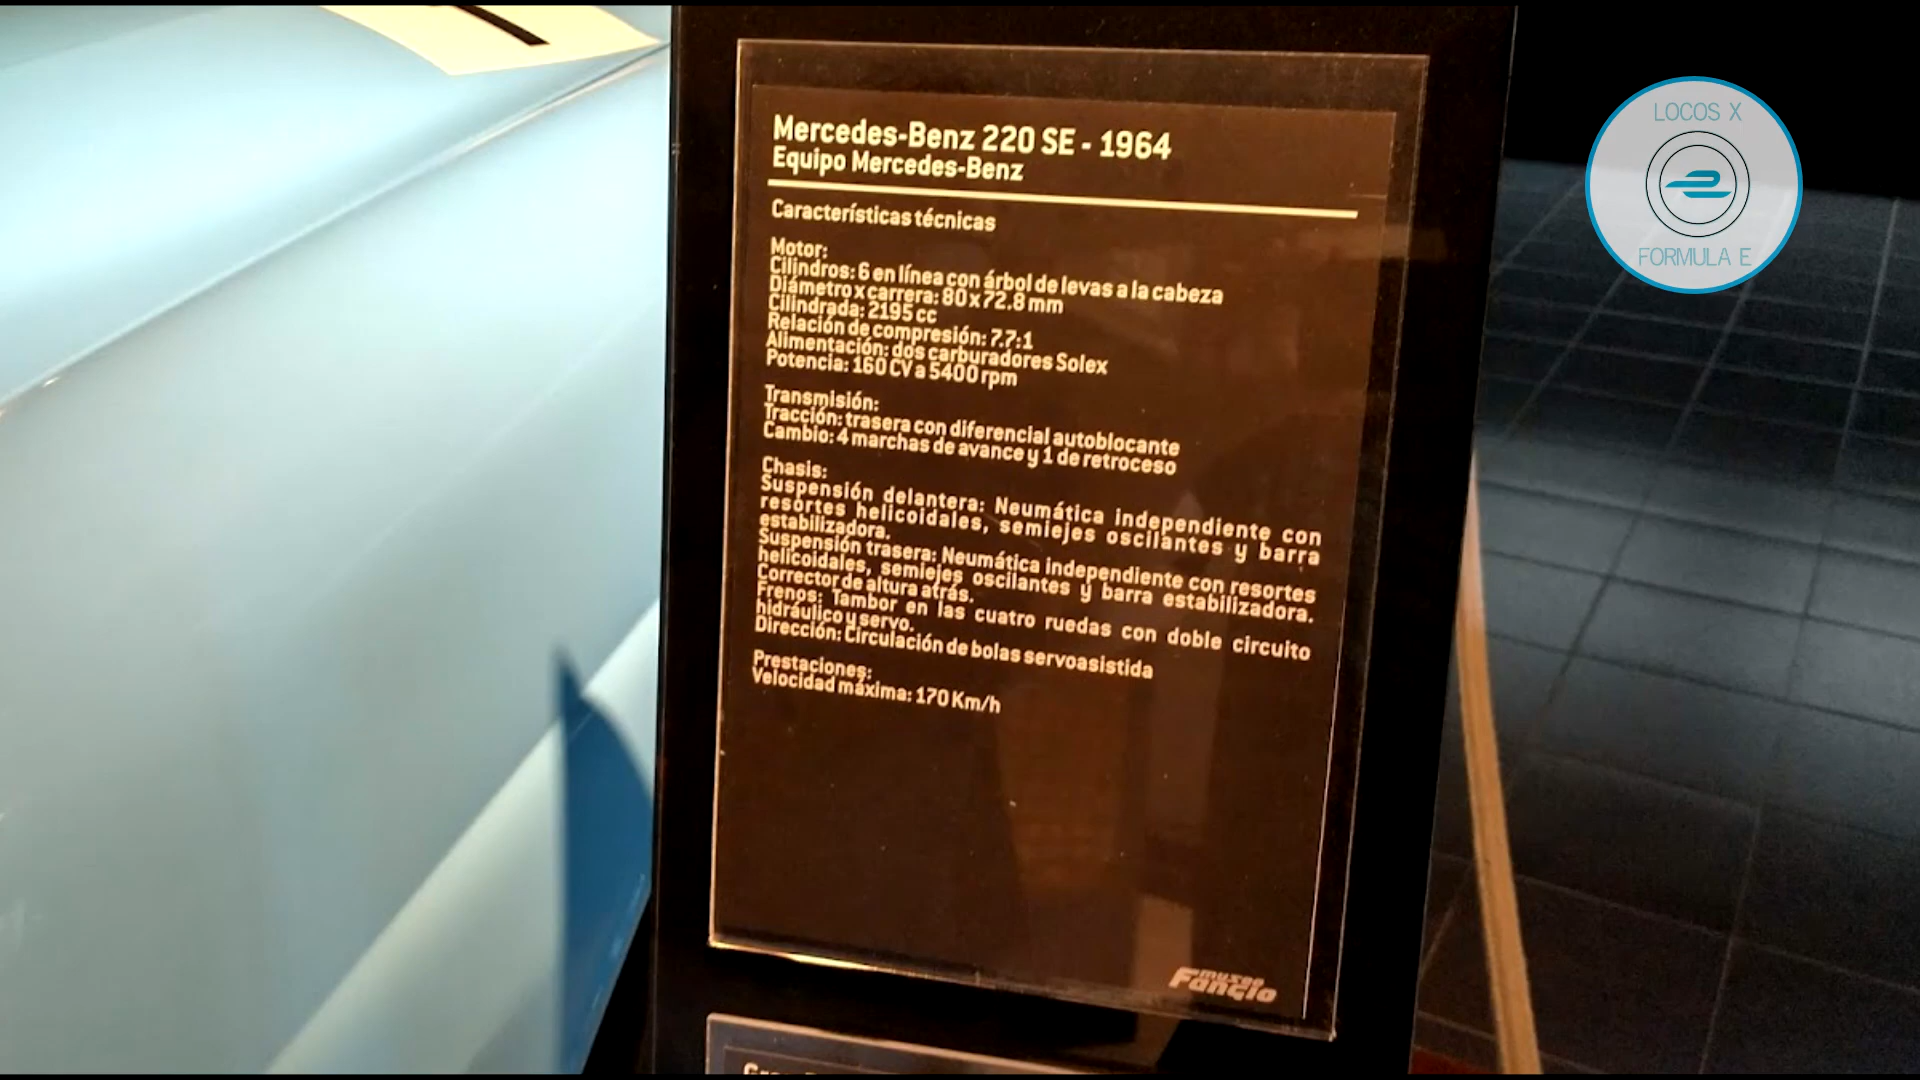 Mercedes-Benz 220 SE - 1964
Equipo Mercedes-Benz
Características técnicas
Motor:
Cilindros: 6 en línea con árbol de levas a la cabeza
Diámetro x carrera: 80 x 72.8 mm
Cilindrada: 2195 cc
Relación de compresión: 7.7:1
Alimentación: dos carburadores Solex
Potencia: 160 CV a 5400 rpm
Transmisión:
Tracción: trasera con diferencial autoblocante
Cambio: 4 marchas de avance y 1 de retroceso
Chasis:
Suspensión delantera: Neumática independiente con
resortes helicoidales, semiejes oscilantes y barra
estabilizadora.
Suspensión trasera: Neumática independiente con resortes
helicoidales, semiejes oscilantes y barra estabilizadora.
Corrector de altura atrás.
Frenos: Tambor en las cuatro ruedas con doble circuito
hidráulico y servo.
Dirección: Circulación de bolas servoasistida
Prestaciones:
Velocidad máxima: 170 Km/h
museo
Fangio
LOCOS X
FORMULA E